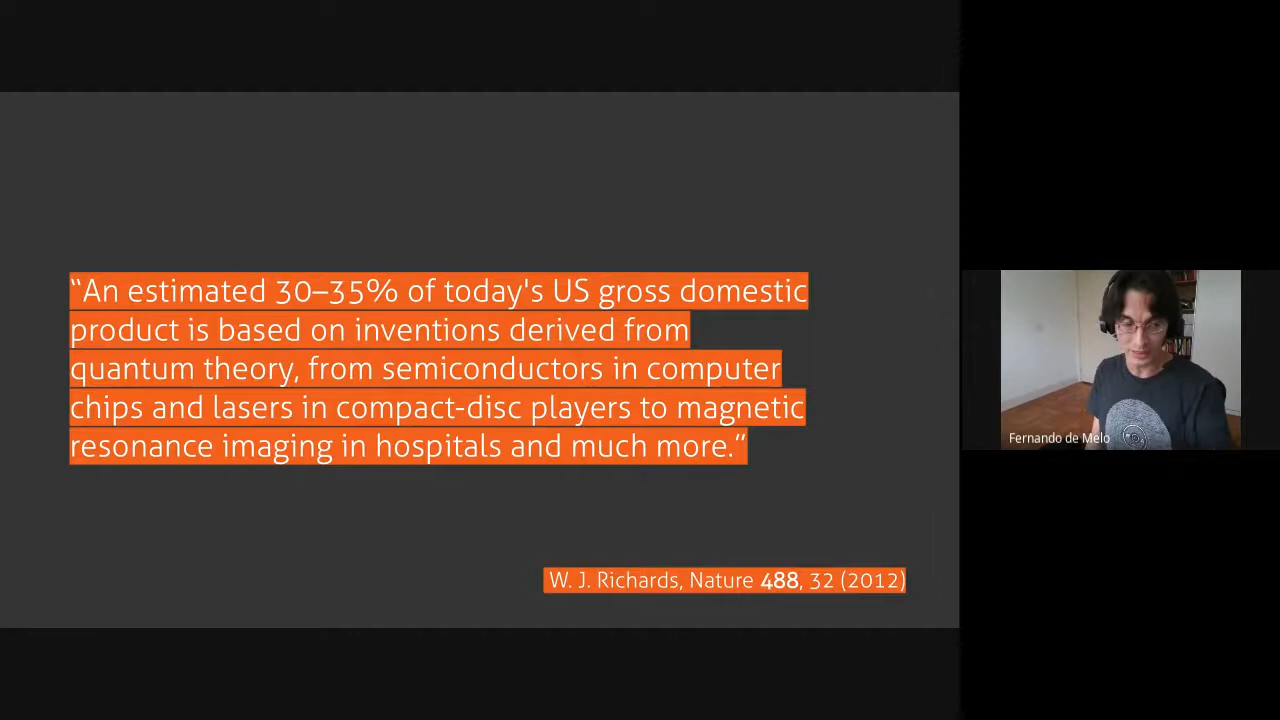 “An estimated 30–35% of today's US gross domestic
product is based on inventions derived from
quantum theory, from semiconductors in computer
chips and lasers in compact-disc players to magnetic
resonance imaging in hospitals and much more.”
W. J. Richards, Nature 488, 32 (2012)
Fernando de Melo